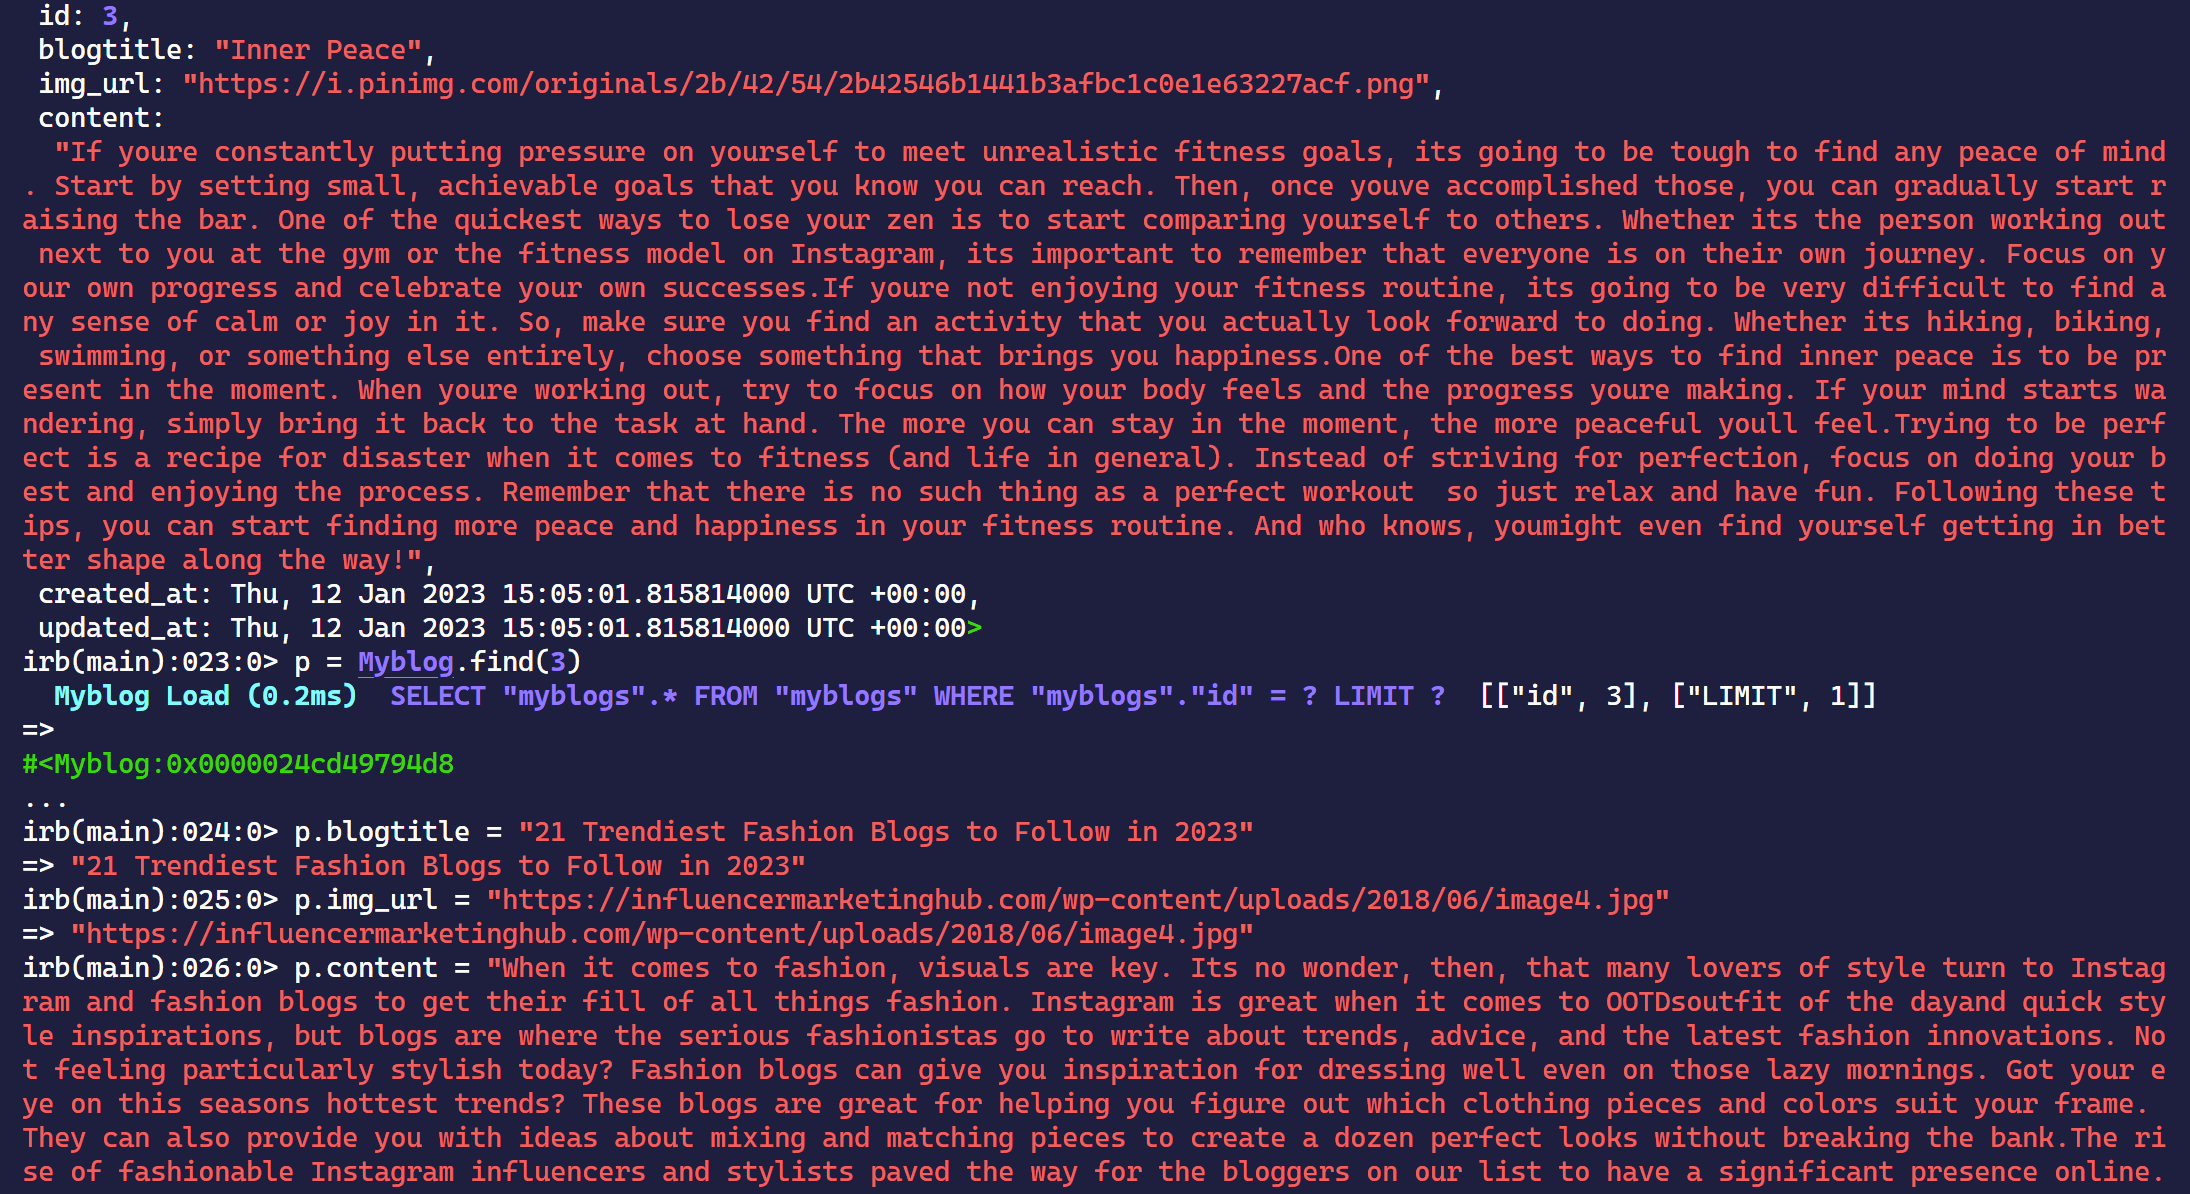 id: 3,
blogtitle: "Inner Peace",
img_url: "https://i.pinimg.com/originals/2b/42/54/2b42546b1441b3afbc1c0e1e63227acf.png",
content:
"If youre constantly putting pressure on yourself to meet unrealistic fitness goals, its going to be tough to find any peace of mind
. Start by setting small, achievable goals that you know you can reach. Then, once youve accomplished those, you can gradually start r
aising the bar. One of the quickest ways to lose your zen is to start comparing yourself to others. Whether its the person working out
next to you at the gym or the fitness model on Instagram, its important to remember that everyone is on their own journey. Focus on y
our own progress and celebrate your own successes.If youre not enjoying your fitness routine, its going to be very difficult to find a
ny sense of calm or joy in it. So, make sure you find an activity that you actually look forward to doing. Whether its hiking, biking,
swimming, or something else entirely, choose something that brings you happiness.One of the best ways to find inner peace is to be pr
esent in the moment. When youre working out, try to focus on how your body feels and the progress youre making. If your mind starts wa
ndering, simply bring it back to the task at hand. The more you can stay in the moment, the more peaceful youll feel.Trying to be perf
ect is a recipe for disaster when it comes to fitness (and life in general). Instead of striving for perfection, focus on doing your b
est and enjoying the process. Remember that there is no such thing as a perfect workout  so just relax and have fun. Following these t
ips, you can start finding more peace and happiness in your fitness routine. And who knows, youmight even find yourself getting in bet
ter shape along the way!",
created_at: Thu, 12 Jan 2023 15:05:01.815814000 UTC +00:00,
updated_at: Thu, 12 Jan 2023 15:05:01.815814000 UTC +00:00>
irb(main):023:0> p = Myblog.find(3)
Myblog Load (0.2ms)  SELECT "myblogs".* FROM "myblogs" WHERE "myblogs"."id" = ? LIMIT ?  [["id", 3], ["LIMIT", 1]]
=>
#<Myblog:0x0000024cd49794d8
...
irb(main):024:0> p.blogtitle = "21 Trendiest Fashion Blogs to Follow in 2023"
=> "21 Trendiest Fashion Blogs to Follow in 2023"
irb(main):025:0> p.img_url = "https://influencermarketinghub.com/wp-content/uploads/2018/06/image4.jpg"
=> "https://influencermarketinghub.com/wp-content/uploads/2018/06/image4.jpg"
irb(main):026:0> p.content = "When it comes to fashion, visuals are key. Its no wonder, then, that many lovers of style turn to Instag
ram and fashion blogs to get their fill of all things fashion. Instagram is great when it comes to OOTDsoutfit of the dayand quick sty
le inspirations, but blogs are where the serious fashionistas go to write about trends, advice, and the latest fashion innovations. No
t feeling particularly stylish today? Fashion blogs can give you inspiration for dressing well even on those lazy mornings. Got your e
ye on this seasons hottest trends? These blogs are great for helping you figure out which clothing pieces and colors suit your frame.
They can also provide you with ideas about mixing and matching pieces to create a dozen perfect looks without breaking the bank.The ri
se of fashionable Instagram influencers and stylists paved the way for the bloggers on our list to have a significant presence online.